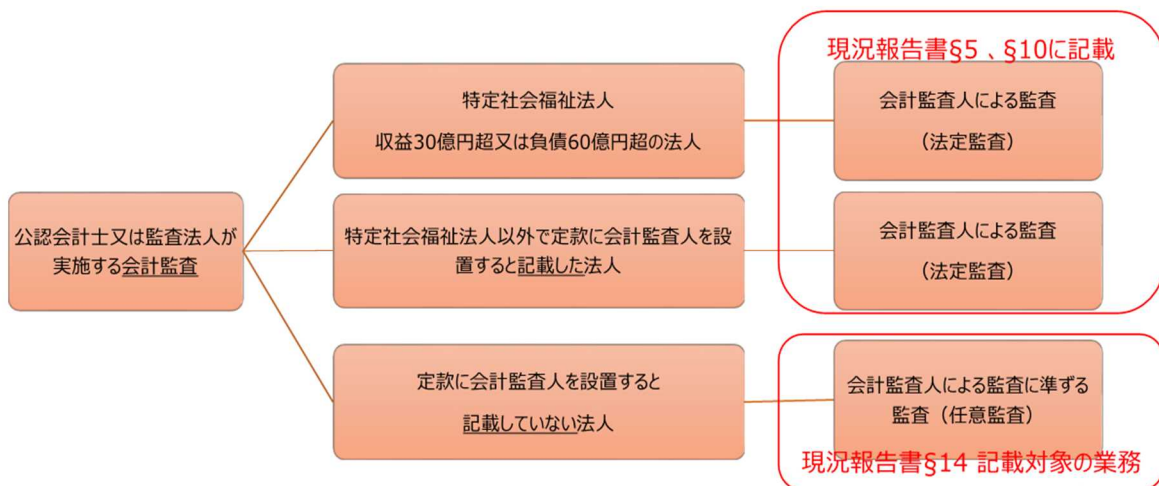 現況報告書§5 、§10に記載
特定社会福祉法人
収益30億円超又は負債60億円超の法人
会計監査人による監査
(法定監査)
公認会計士又は監査法人が
実施する会計監査
特定社会福祉法人以外で定款に会計監査人を設
置すると記載した法人
会計監査人による監査
(法定監査)
定款に会計監査人を設置すると
記載していない法人
会計監査人による監査に準ずる
監査(任意監査)
現況報告書§14 記載対象の業務